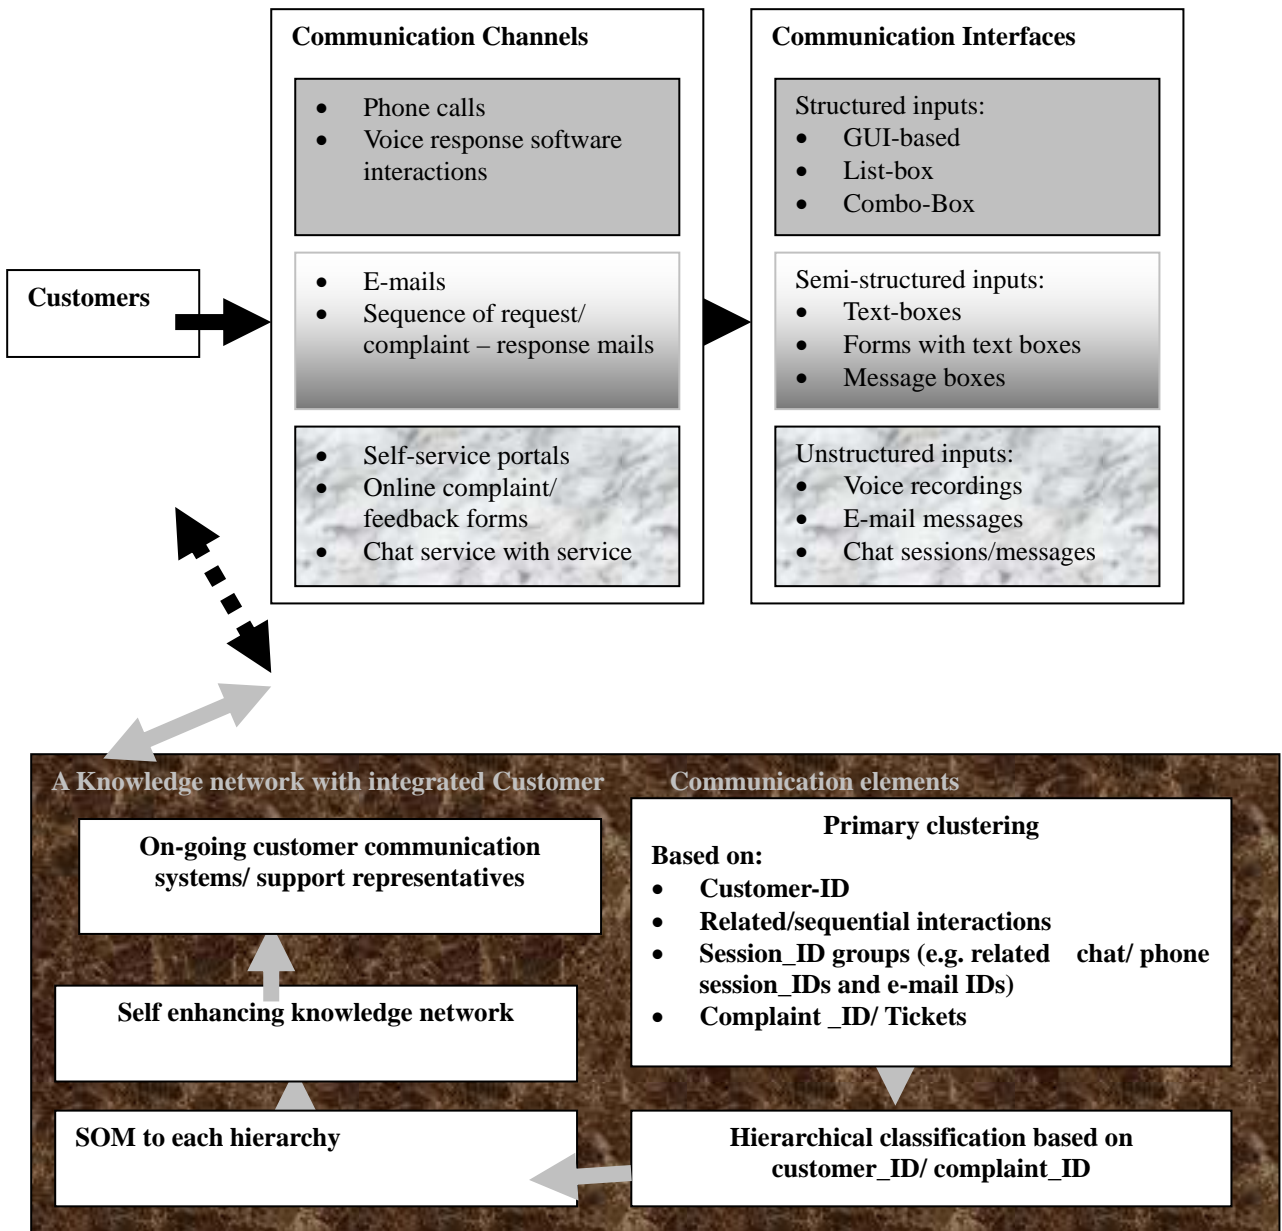 Customers
Communication Channels
• Phone calls
• Voice response software
interactions
• E-mails
• Sequence of request/
complaint – response mails
• Self-service portals
• Online complaint/
feedback forms
• Chat service with service
Communication Interfaces
Structured inputs:
• GUI-based
• List-box
• Combo-Box
Semi-structured inputs:
• Text-boxes
• Forms with text boxes
• Message boxes
Unstructured inputs:
• Voice recordings
• E-mail messages
• Chat sessions/messages
A Knowledge network with integrated Customer Communication elements
Primary clustering
Based on:
• Customer-ID
• Related/sequential interactions
• Session_ID groups (e.g. related chat/ phone
session_IDs and e-mail IDs)
• Complaint _ID/ Tickets
Hierarchical classification based on
customer_ID/ complaint_ID
SOM to each hierarchy
Self enhancing knowledge network
On-going customer communication
systems/ support representatives